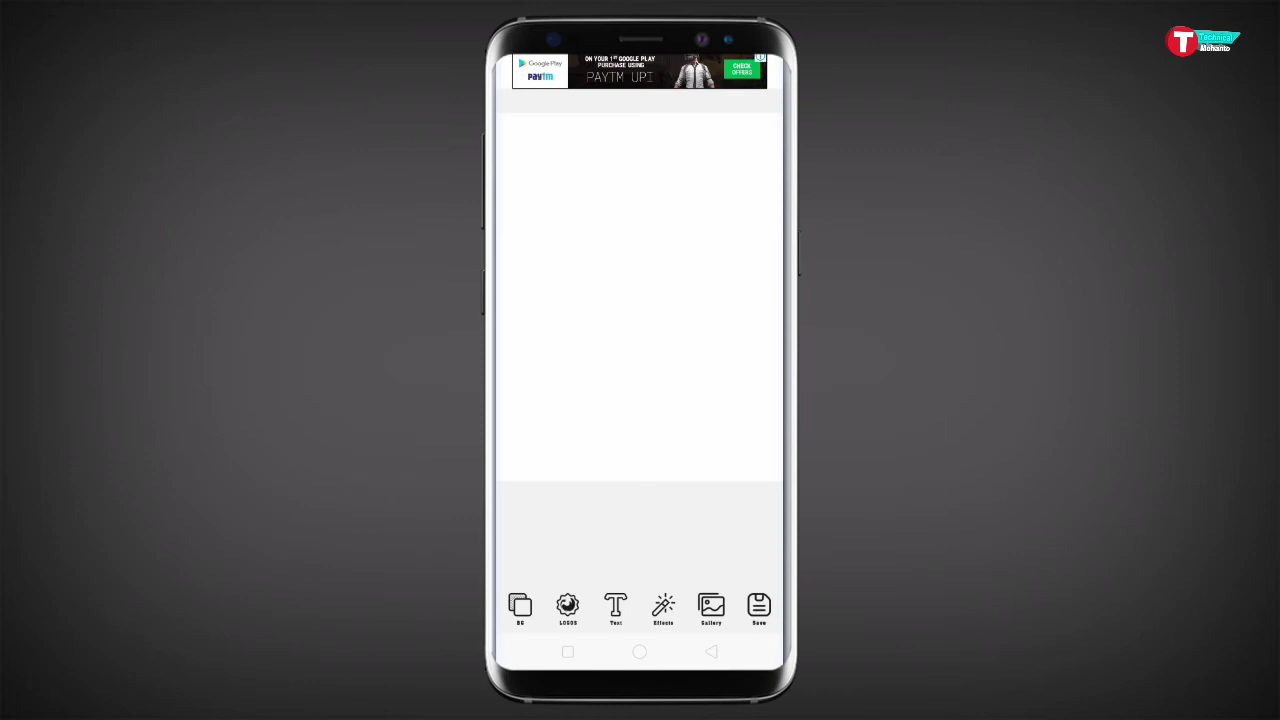 T Technical
Mohanto
Google Play
paytm
ON YOUR 1ST GOOGLE PLAY
PURCHASE USING
PAYTM UPI
CHECK
OFFERS
BG
LOGOS
Text
Effects
Gallery
Save